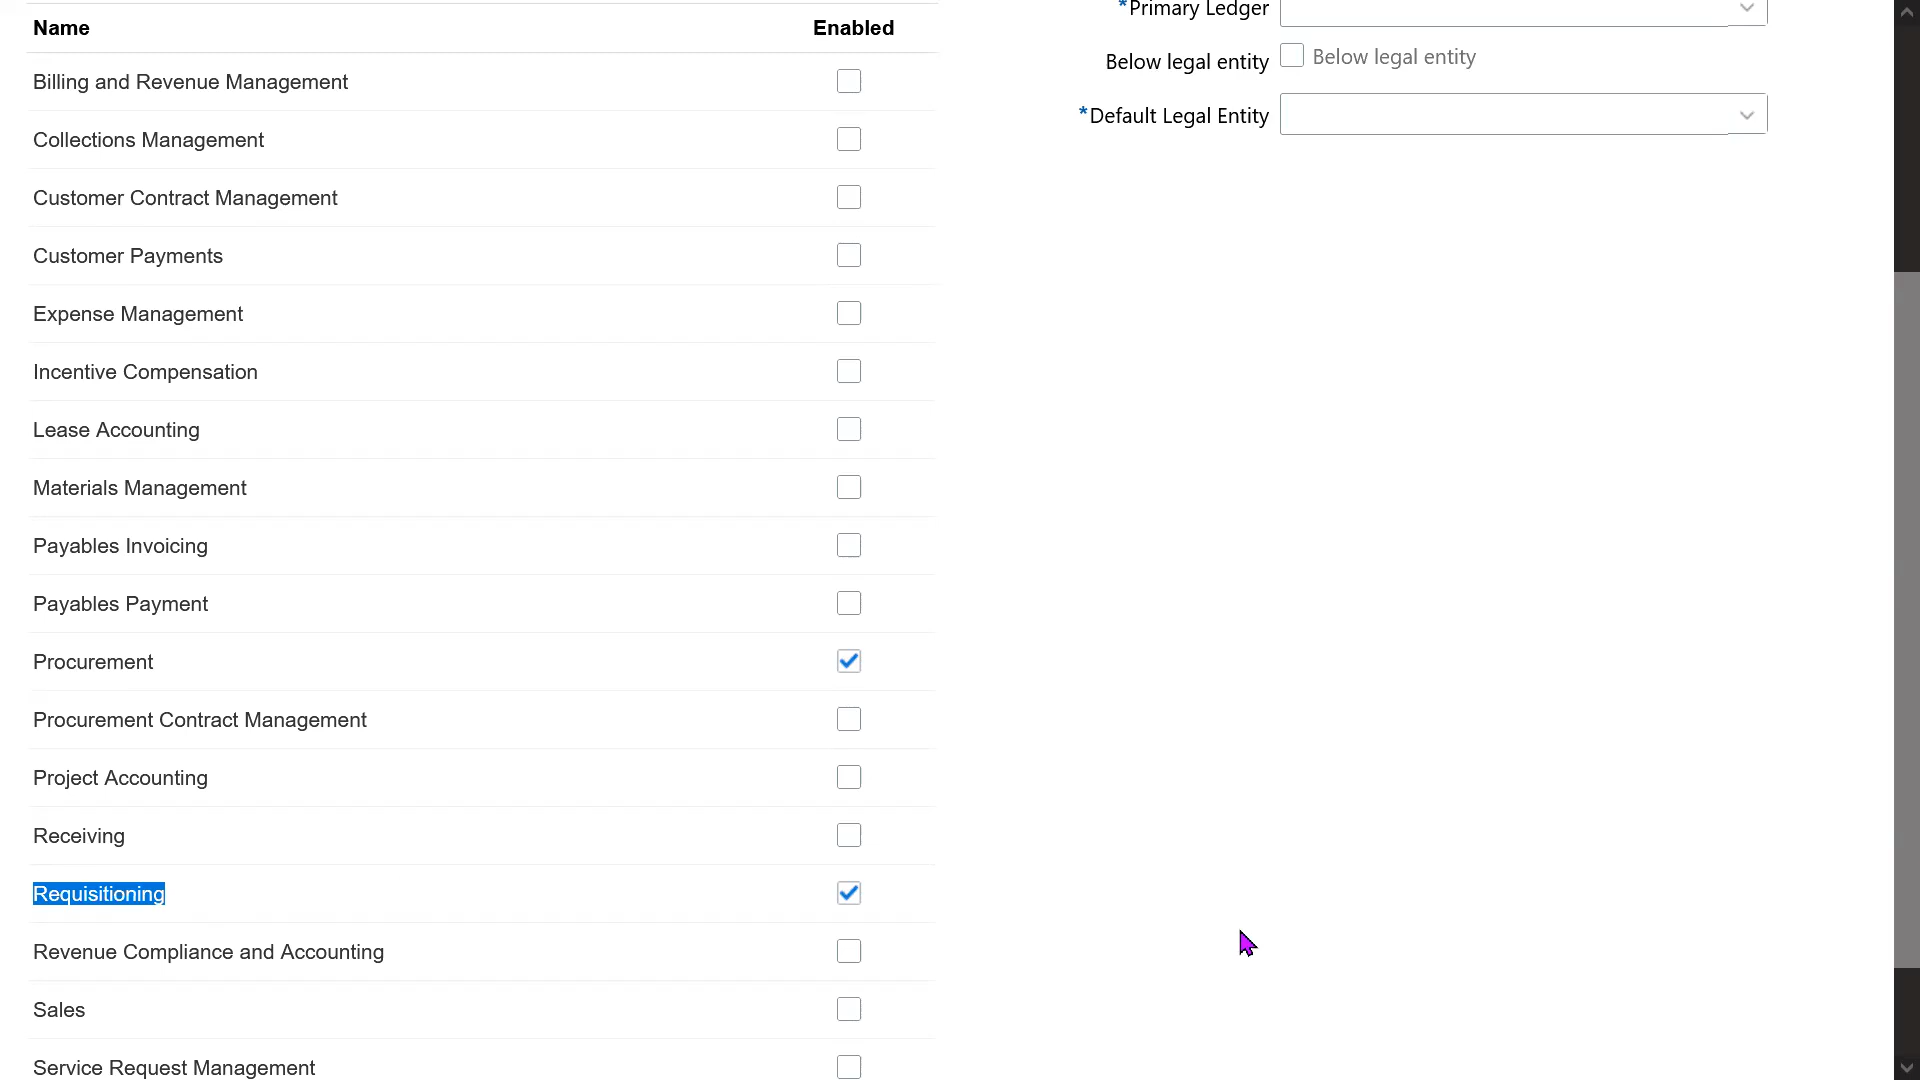 Name Enabled
Billing and Revenue Management
Collections Management
Customer Contract Management
Customer Payments
Expense Management
Incentive Compensation
Lease Accounting
Materials Management
Payables Invoicing
Payables Payment
Procurement
Procurement Contract Management
Project Accounting
Receiving
Requisitioning
Revenue Compliance and Accounting
Sales
Service Request Management
*Primary Ledger
Below legal entity Below legal entity
*Default Legal Entity